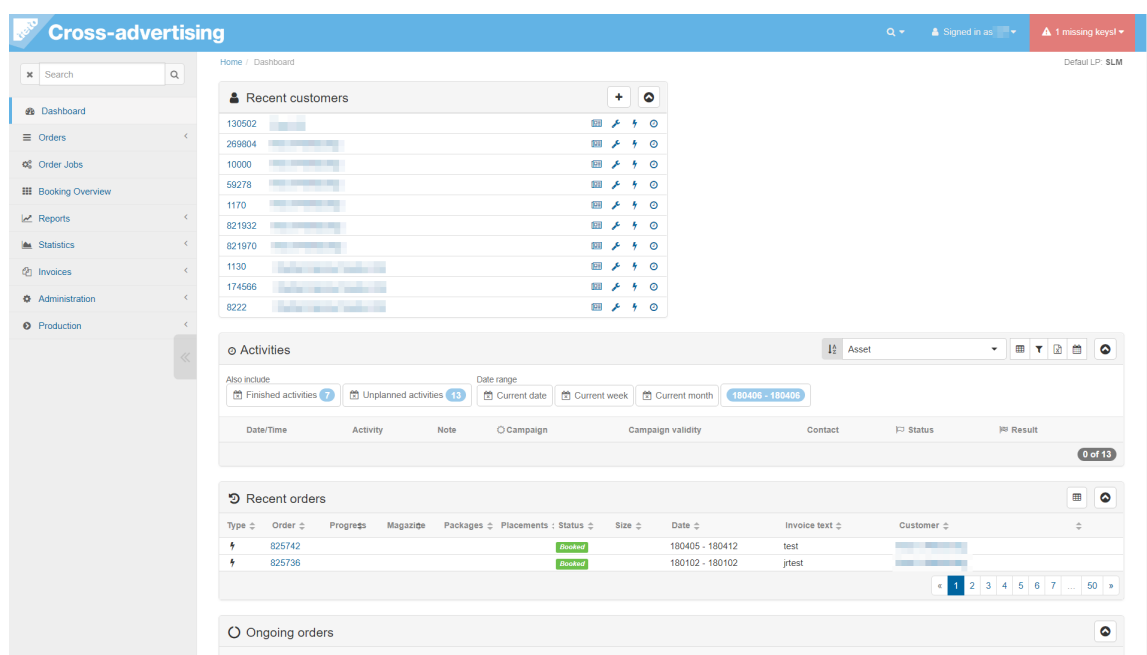 Cross-advertising
Signed in as
1 missing keys!
Search
Dashboard
Orders
Order Jobs
Booking Overview
Reports
Statistics
Invoices
Administration
Production
Home / Dashboard
Defaul LP: SLM
Recent customers
130502
269804
10000
59278
1170
821932
821970
1130
174566
8222
Activities
Asset
Also include
Date range
Finished activities 7
Unplanned activities 13
Current date
Current week
Current month
180406 - 180406
Date/Time Activity Note Campaign Campaign validity Contact Status Result
0 of 13
Recent orders
Type Order Progress Magazine Packages Placements Status Size Date Invoice text Customer
825742 Booked 180405 - 180412 test
825736 Booked 180102 - 180102 jrtest
« 1 2 3 4 5 6 7 ... 50 »
Ongoing orders